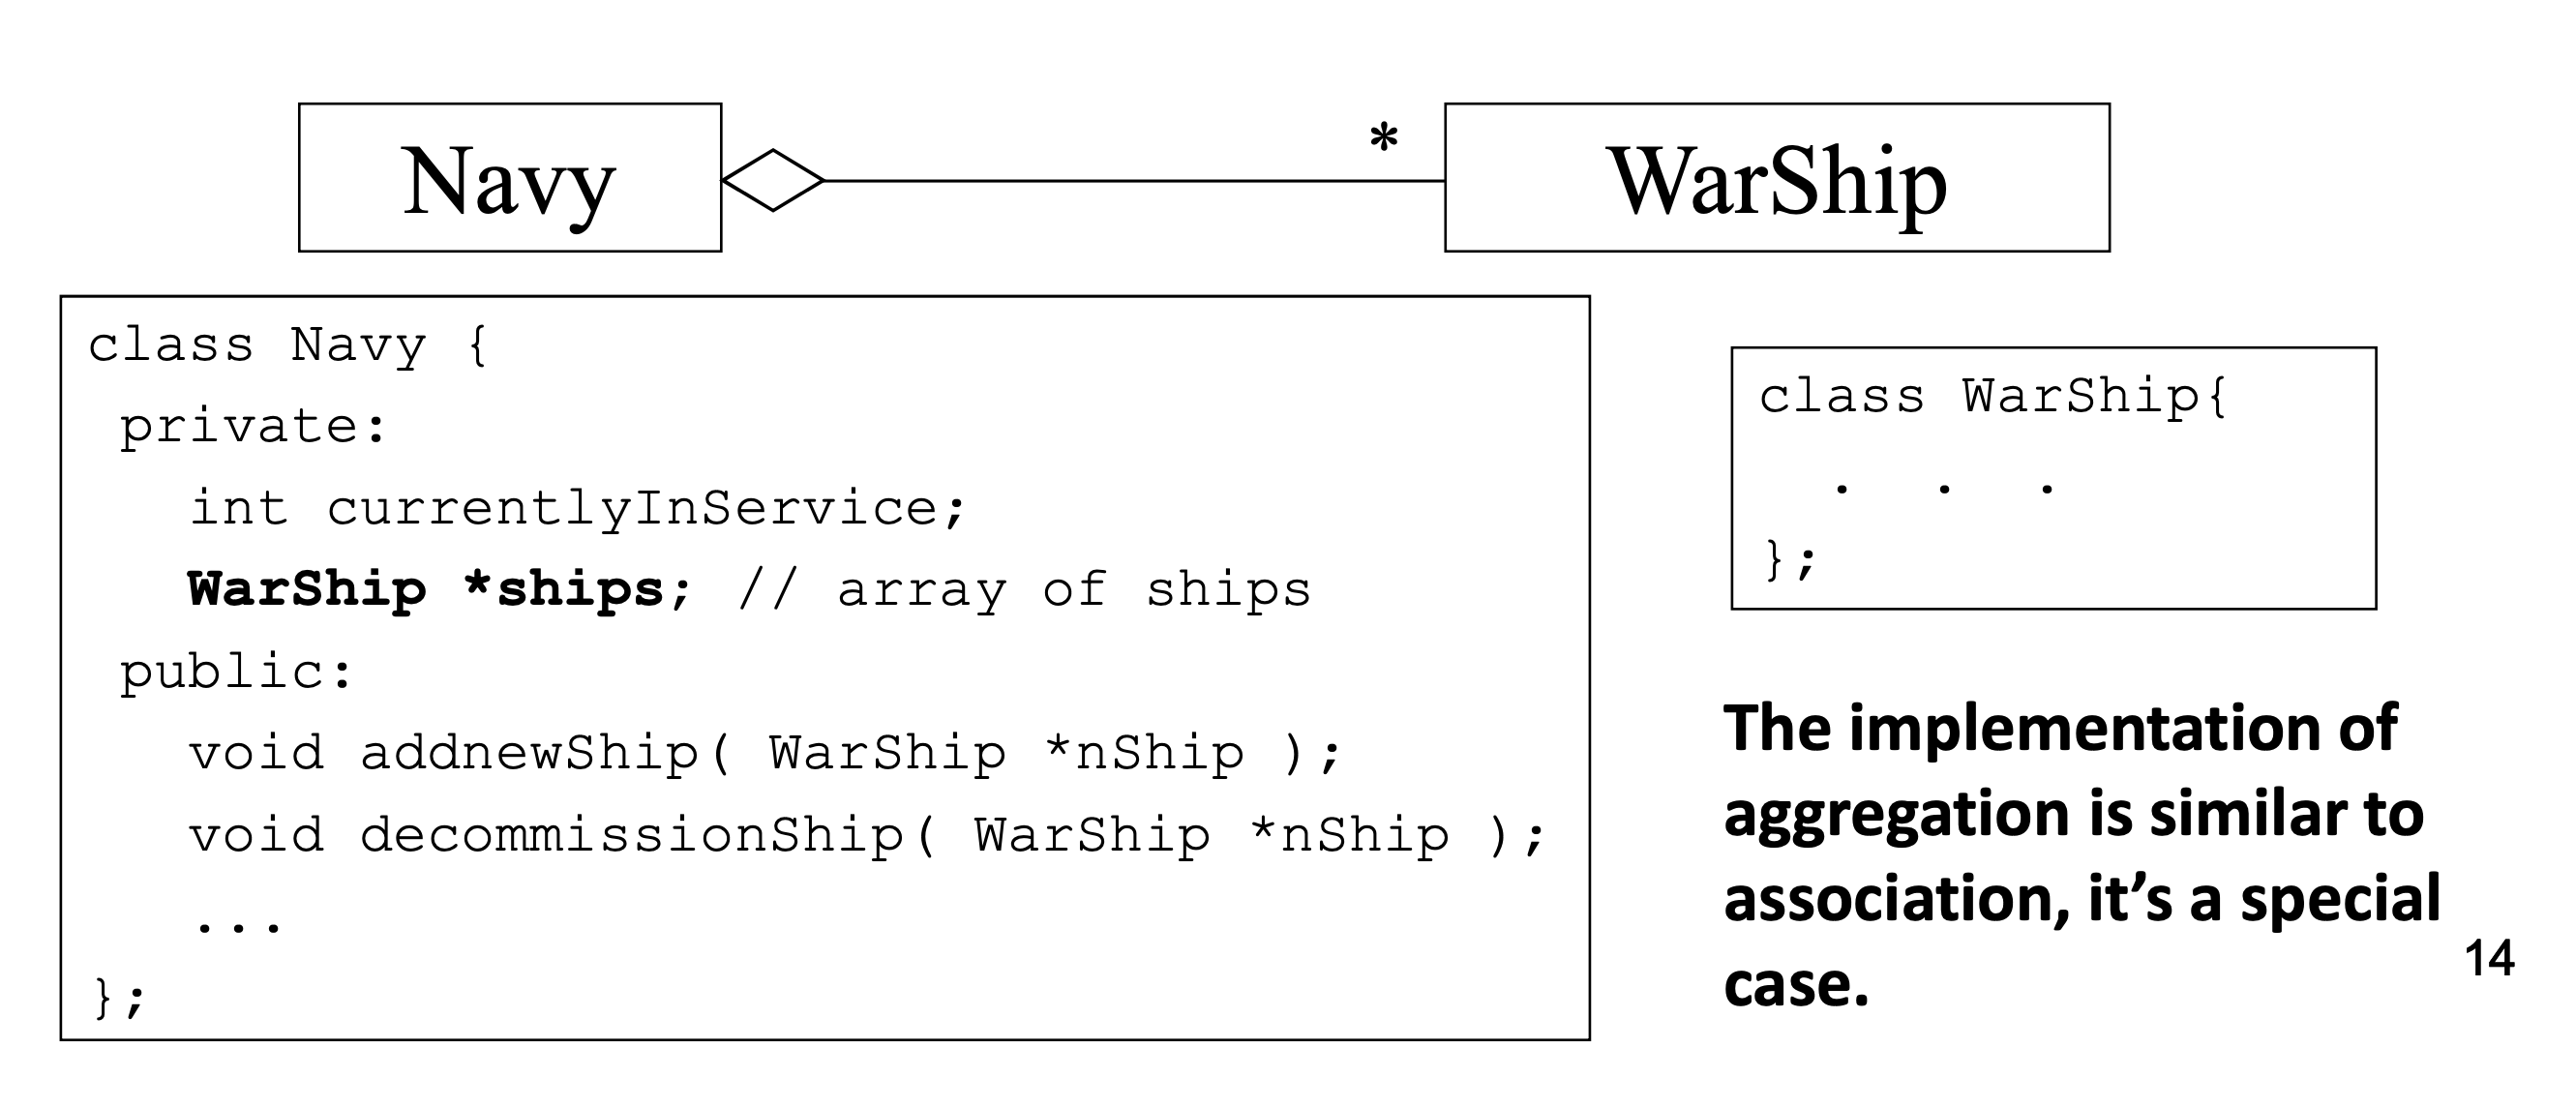 Navy
*
WarShip
class Navy {
private:
int currentlyInService;
WarShip *ships; // array of ships
public:
void addnewShip( WarShip *nShip );
void decommissionShip( WarShip *nShip );
...
};
class WarShip{
. . .
};
The implementation of
aggregation is similar to
association, it’s a special
case.
14